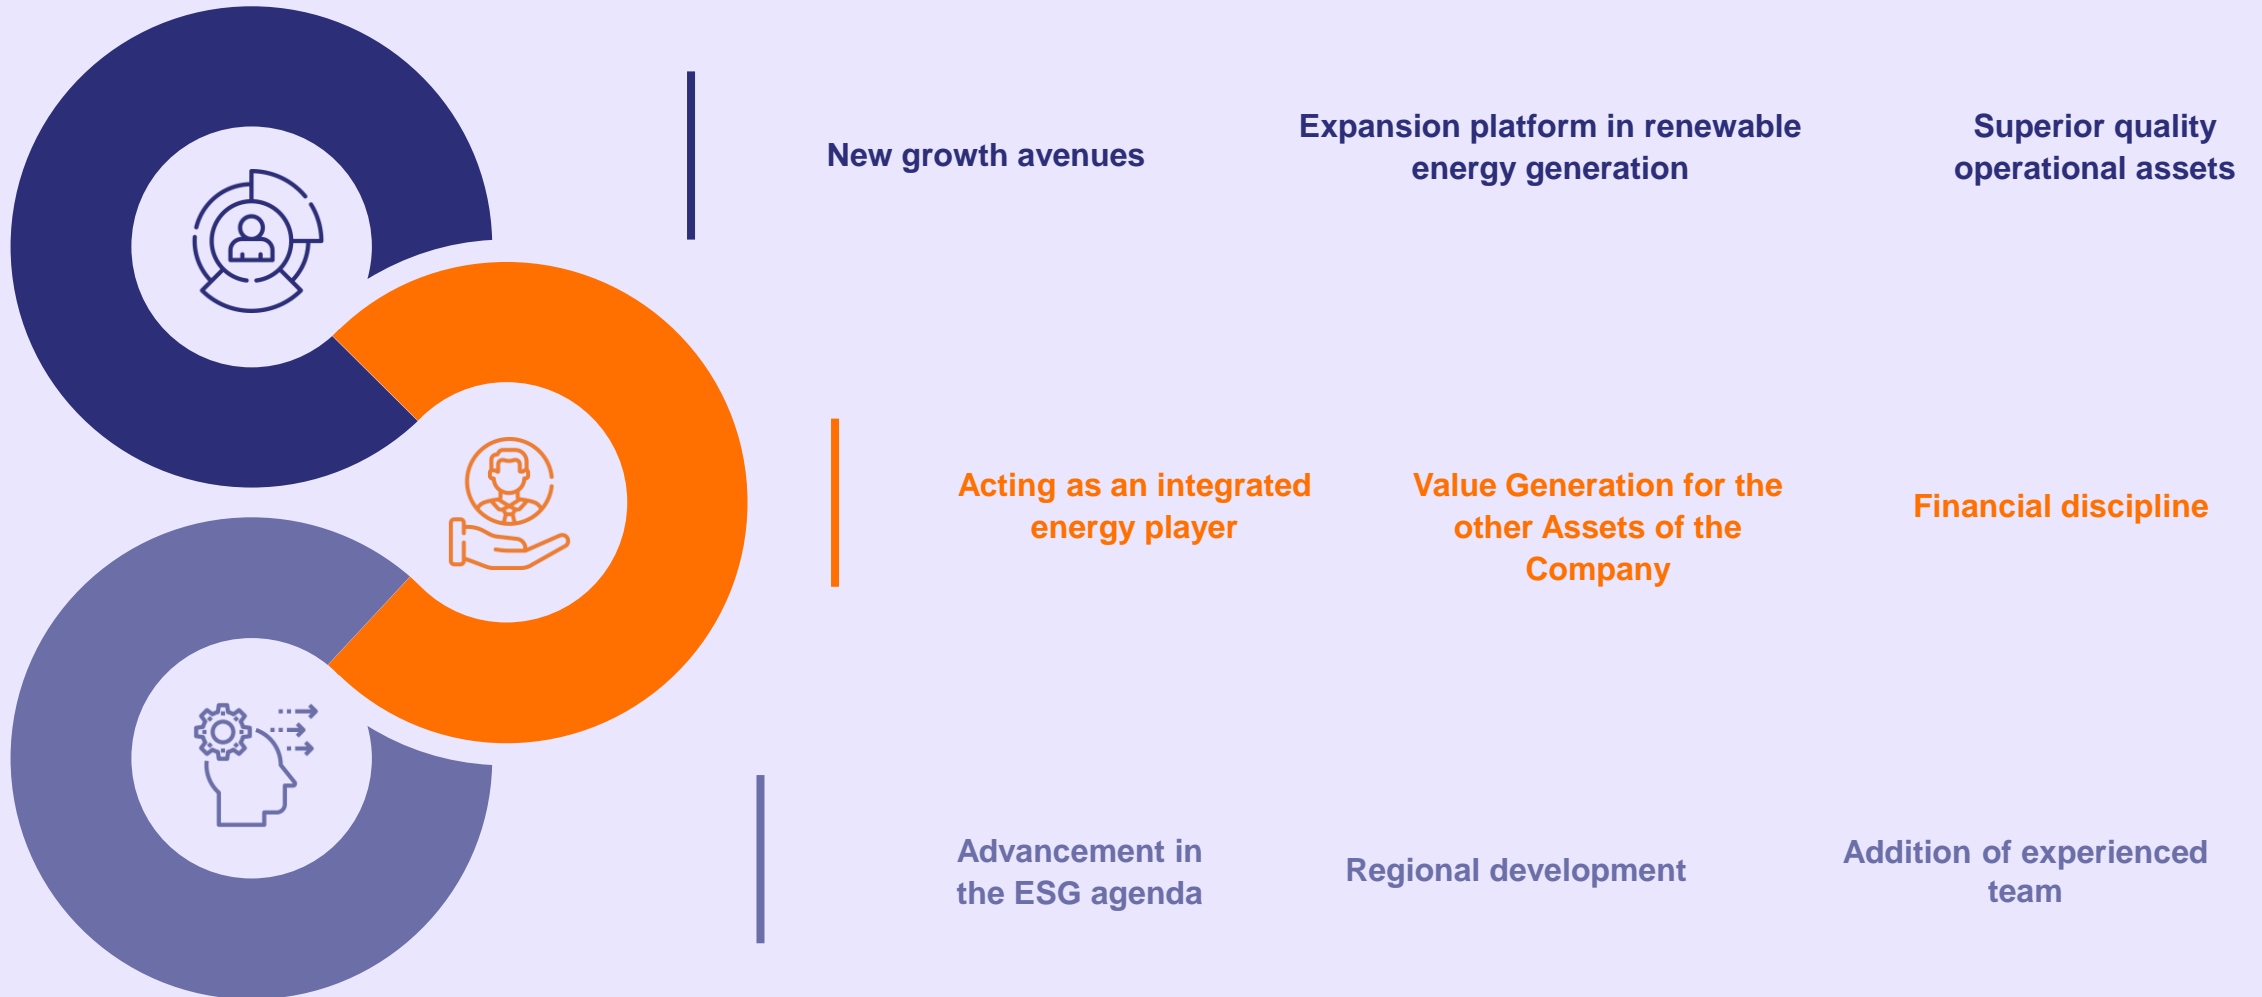 New growth avenues
Expansion platform in renewable
energy generation
Superior quality
operational assets
Acting as an integrated
energy player
Value Generation for the
other Assets of the
Company
Financial discipline
Advancement in
the ESG agenda
Regional development
Addition of experienced
team